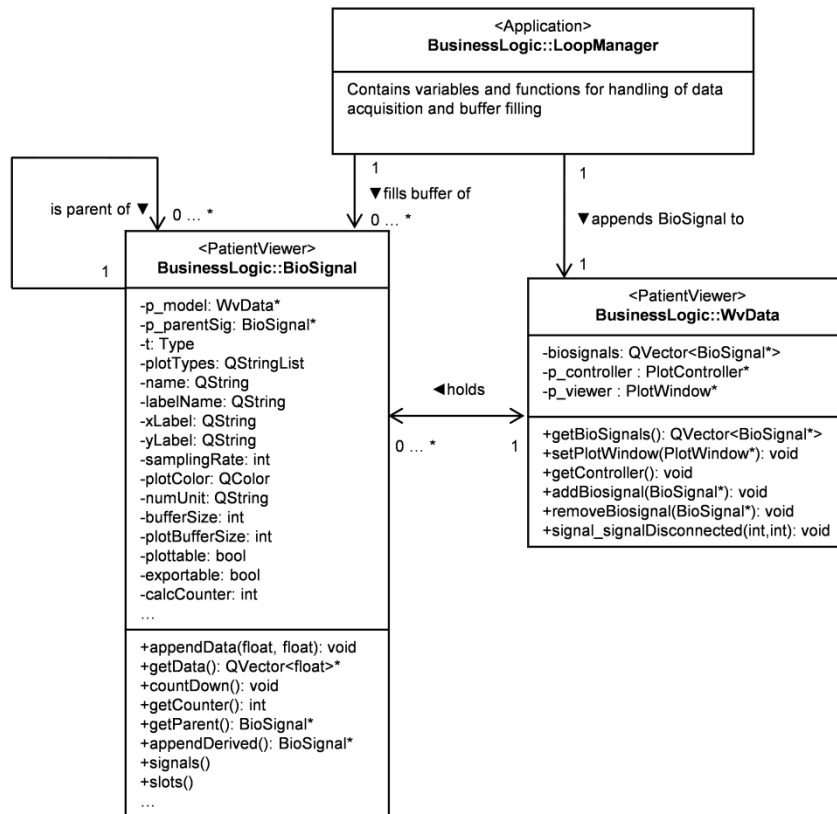 <Application>
BusinessLogic::LoopManager
Contains variables and functions for handling of data
acquisition and buffer filling
1
1
is parent of ▼
0 ... *
▼fills buffer of
0 ... *
▼appends BioSignal to
1
1
<PatientViewer>
BusinessLogic::BioSignal
-p_model: WvData*
-p_parentSig: BioSignal*
-t: Type
-plotTypes: QStringList
-name: QString
-labelName: QString
-xLabel: QString
-yLabel: QString
-samplingRate: int
-plotColor: QColor
-numUnit: QString
-bufferSize: int
-plotBufferSize: int
-plottable: bool
-exportable: bool
-calcCounter: int
...
+appendData(float, float): void
+getData(): QVector<float>*
+countDown(): void
+getCounter(): int
+getParent(): BioSignal*
+appendDerived(): BioSignal*
+signals()
+slots()
...
◄holds
0 ... *
1
<PatientViewer>
BusinessLogic::WvData
-biosignals: QVector<BioSignal*>
-p_controller : PlotController*
-p_viewer : PlotWindow*
+getBioSignals(): QVector<BioSignal*>
+setPlotWindow(PlotWindow*): void
+getController(): void
+addBiosignal(BioSignal*): void
+removeBiosignal(BioSignal*): void
+signal_signalDisconnected(int,int): void